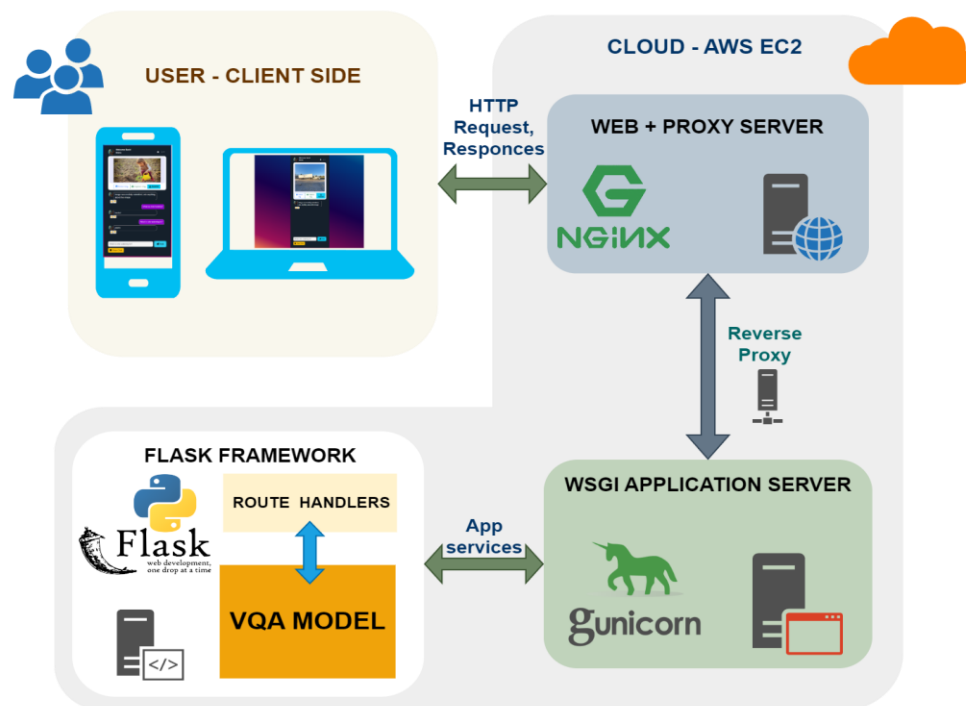 USER - CLIENT SIDE
CLOUD - AWS EC2
HTTP
Request,
Responces
WEB + PROXY SERVER
NGiNX
Reverse
Proxy
FLASK FRAMEWORK
ROUTE HANDLERS
Flask
web development,
one drop at a time
VQA MODEL
</>
App
services
WSGI APPLICATION SERVER
gunicorn